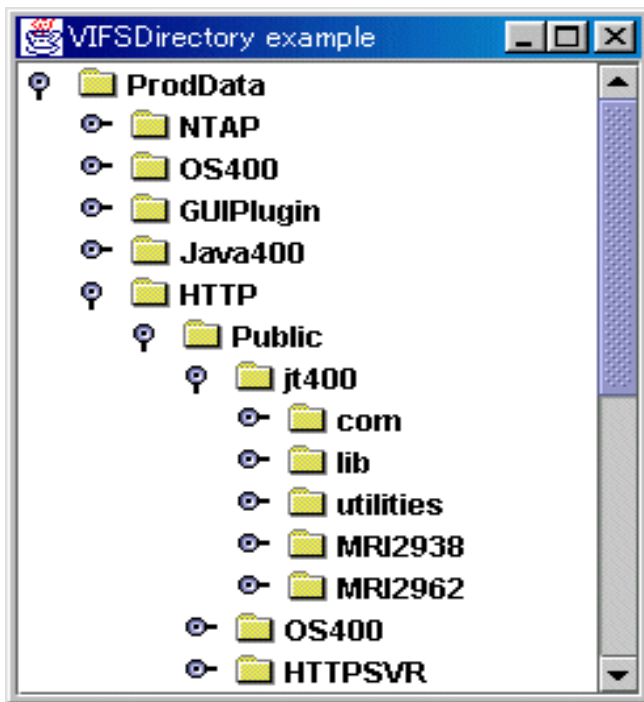 VIFSDirectory example
ProdData
NTAP
OS400
GUIPlugin
Java400
HTTP
Public
jt400
com
lib
utilities
MRI2938
MRI2962
OS400
HTTPSVR